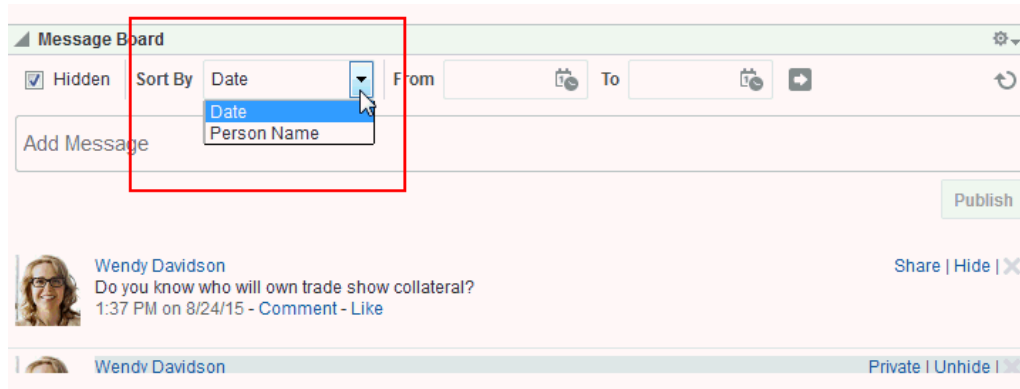 Message Board
Hidden Sort By Date From To
Date
Person Name
Add Message
Publish
Wendy Davidson Share | Hide |
Do you know who will own trade show collateral?
1:37 PM on 8/24/15 - Comment - Like
Wendy Davidson Private | Unhide |